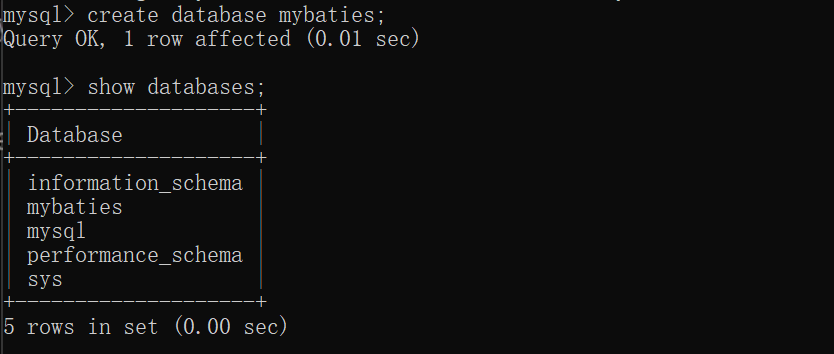 mysql> create database mybaties;
Query OK, 1 row affected (0.01 sec)
mysql> show databases;
+--------------------+
| Database           |
+--------------------+
| information_schema |
| mybaties           |
| mysql              |
| performance_schema |
| sys                |
+--------------------+
5 rows in set (0.00 sec)